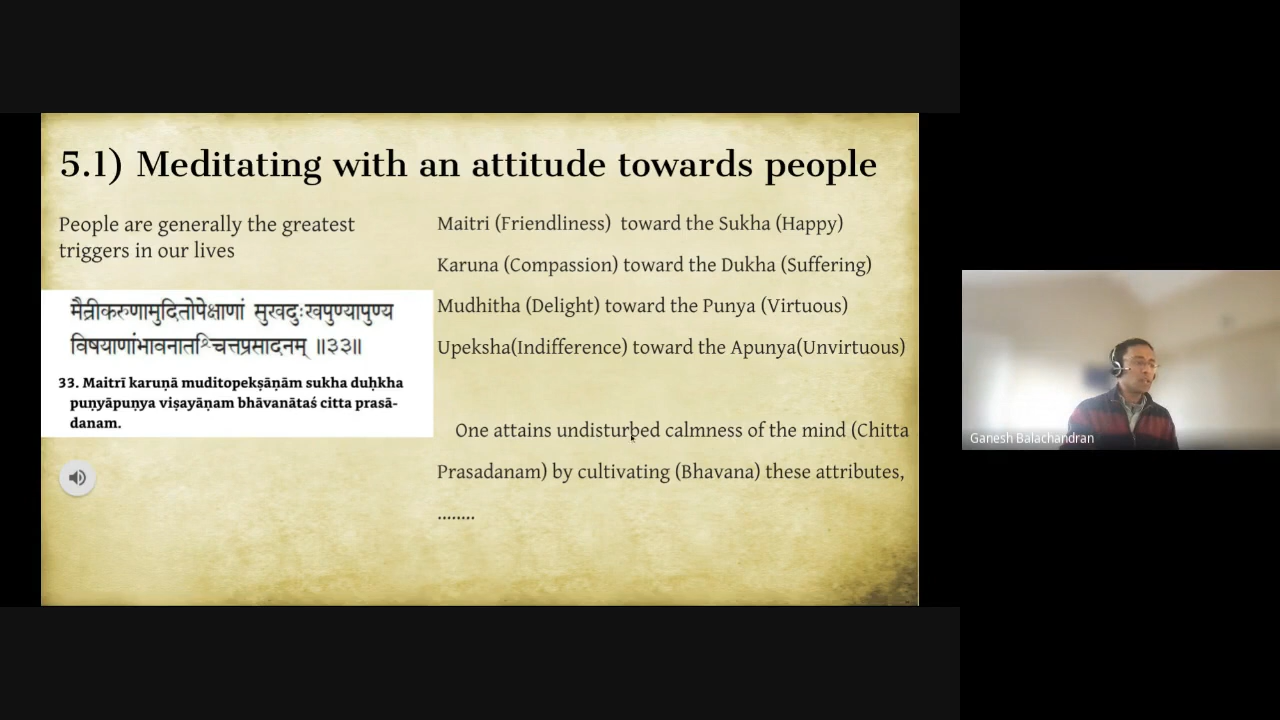 5.1) Meditating with an attitude towards people
People are generally the greatest
triggers in our lives
मैत्रीकरुणामुदितोपेक्षाणां सुखदुःखपुण्यापुण्य
विषयाणांभावनातश्चित्तप्रसादनम् ॥३३॥
33. Maitrī karuṇā muditopekṣāṇāṃ sukha duḥkha
puṇyāpuṇya viṣayāṇaṃ bhāvanātaś citta prasā-
danam.
Maitri (Friendliness)  toward the Sukha (Happy)
Karuna (Compassion) toward the Dukha (Suffering)
Mudhitha (Delight) toward the Punya (Virtuous)
Upeksha(Indifference) toward the Apunya(Unvirtuous)
One attains undisturbed calmness of the mind (Chitta
Prasadanam) by cultivating (Bhavana) these attributes,
........
Ganesh Balachandran